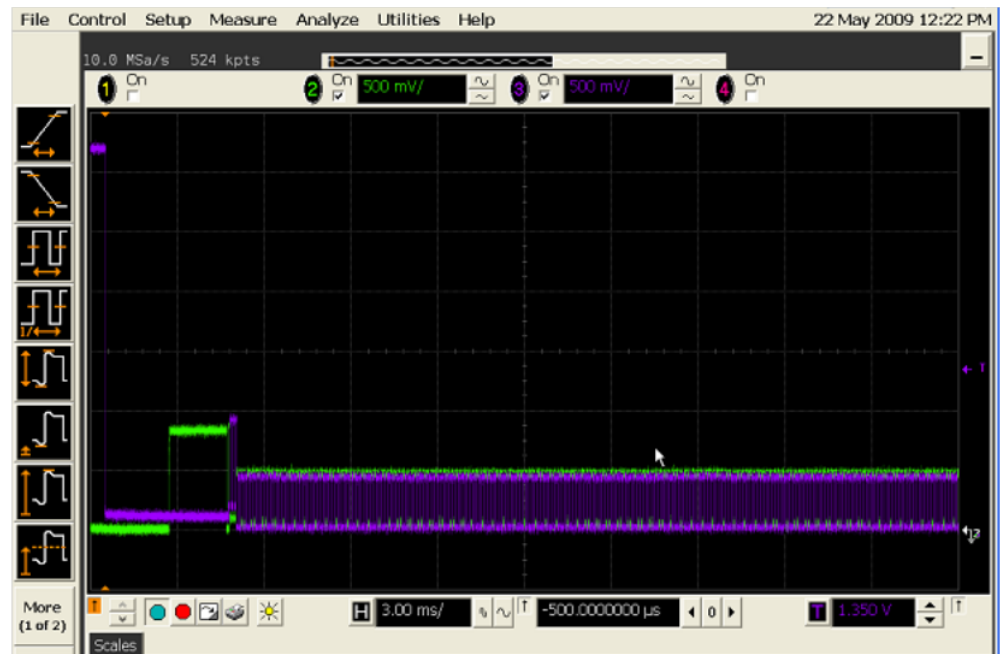 File Control Setup Measure Analyze Utilities Help 22 May 2009 12:22 PM
10.0 MSa/s 524 kpts
1 On 2 On 500 mV/ 3 On 500 mV/ 4 On
T
1/
2
More
(1 of 2)
T H 3.00 ms/ T -500.0000000 µs 0 T 1.350 V T
Scales